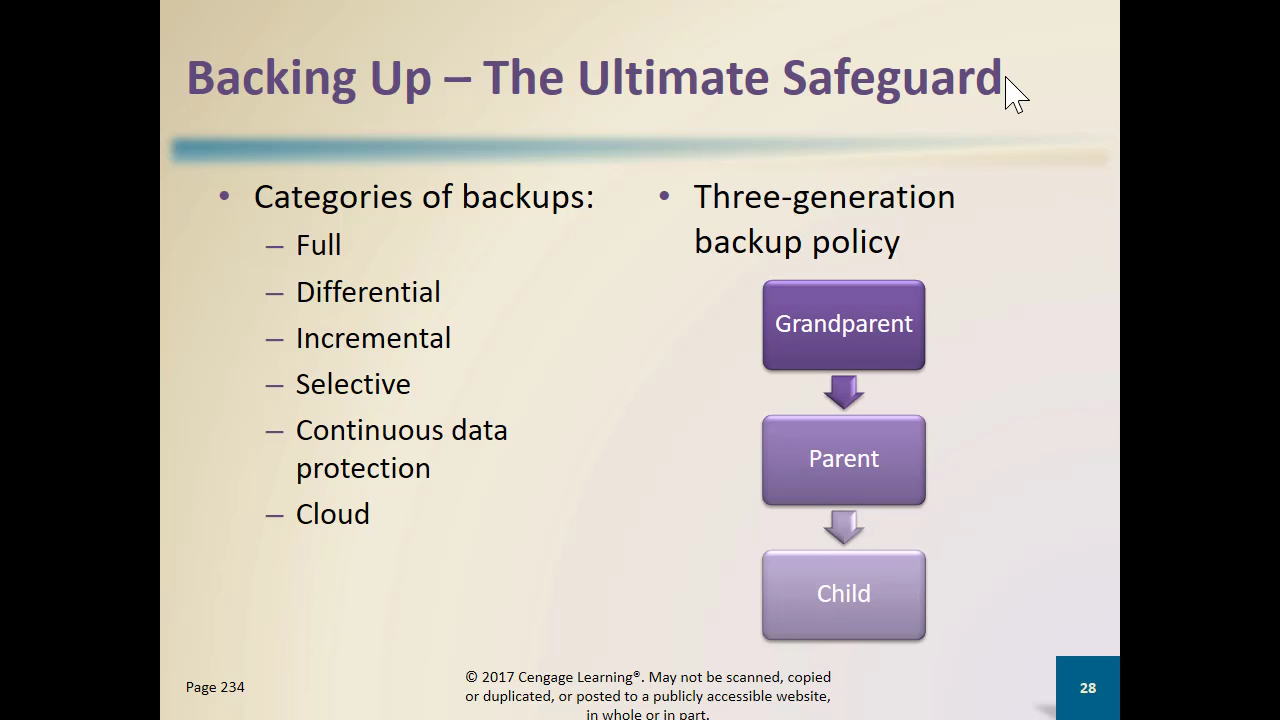 Backing Up – The Ultimate Safeguard
• Categories of backups:
– Full
– Differential
– Incremental
– Selective
– Continuous data
protection
– Cloud
• Three-generation
backup policy
Grandparent
Parent
Child
Page 234
© 2017 Cengage Learning®. May not be scanned, copied
or duplicated, or posted to a publicly accessible website,
in whole or in part.
28